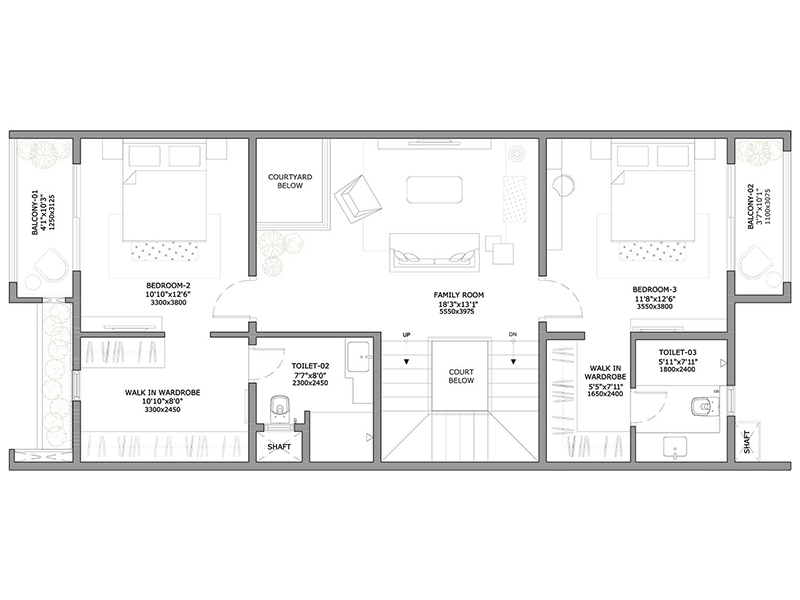 BALCONY-01
4'1"x10'3"
1250x3125
COURTYARD
BELOW
BEDROOM-2
10'10"x12'6"
3300x3800
FAMILY ROOM
18'3"x13'1"
5550x3975
BEDROOM-3
11'8"x12'6"
3550x3800
BALCONY-02
3'7"x10'1"
1100x3075
UP
DN
COURT
BELOW
WALK IN WARDROBE
10'10"x8'0"
3300x2450
TOILET-02
7'7"x8'0"
2300x2450
SHAFT
WALK IN
WARDROBE
5'5"x7'11"
1650x2400
TOILET-03
5'11"x7'11"
1800x2400
SHAFT